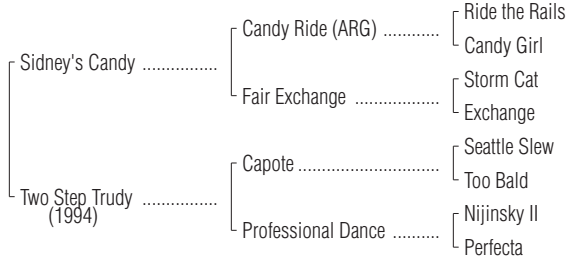 Ride the Rails
Candy Ride (ARG) ............
Candy Girl
Sidney's Candy ................
Storm Cat
Fair Exchange ..................
Exchange
Seattle Slew
Capote ..............................
Too Bald
Two Step Trudy ................
(1994)
Nijinsky II
Professional Dance ..........
Perfecta